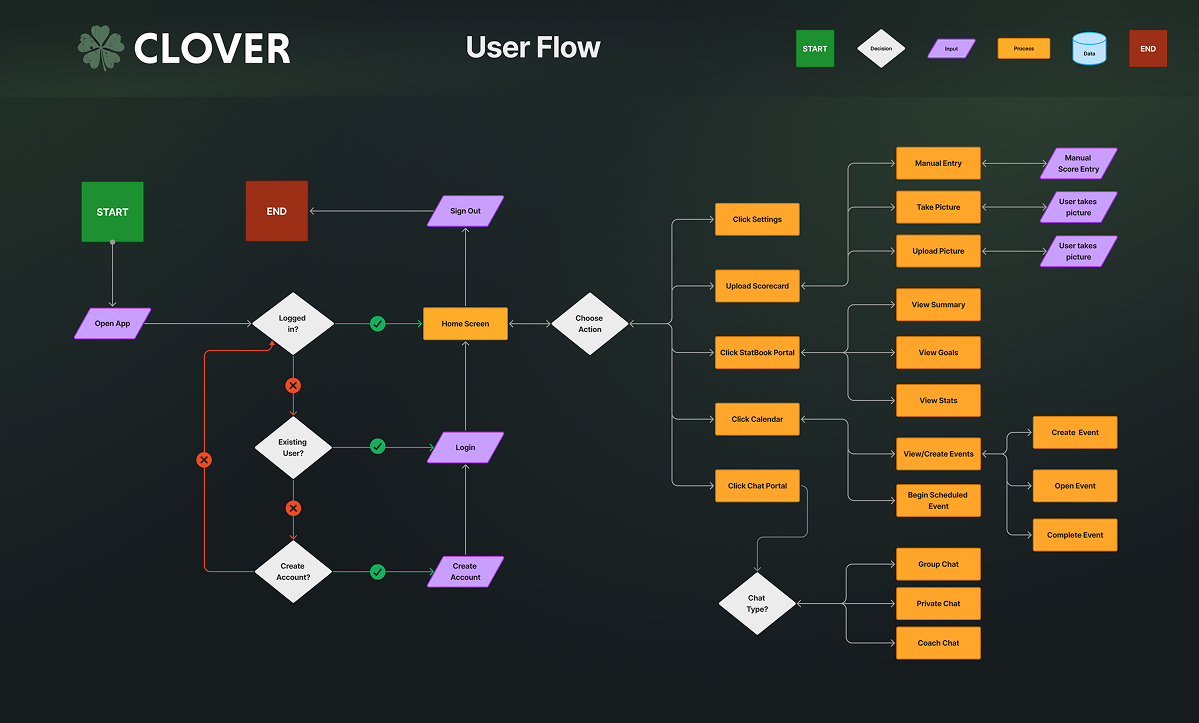 CLOVER
User Flow
START
Decision
Input
Process
Data
END
START
END
Sign Out
Open App
Logged
in?
Home Screen
Choose
Action
Existing
User?
Login
Create
Account?
Create
Account
Click Settings
Upload Scorecard
Click StatBook Portal
Click Calendar
Click Chat Portal
Manual Entry
Manual
Score Entry
Take Picture
User takes
picture
Upload Picture
User takes
picture
View Summary
View Goals
View Stats
View/Create Events
Begin Scheduled
Event
Create Event
Open Event
Complete Event
Chat
Type?
Group Chat
Private Chat
Coach Chat